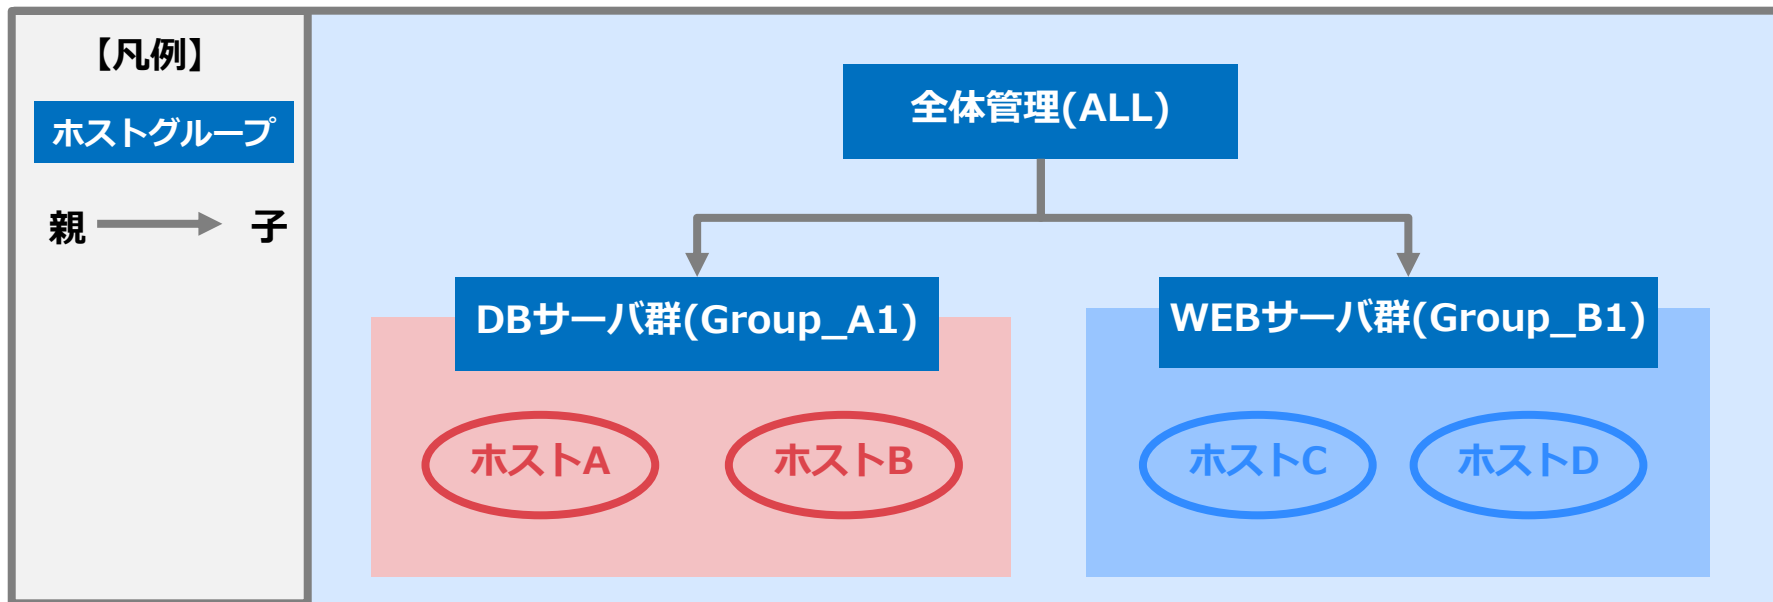 【凡例】
ホストグループ
親 子
全体管理(ALL)
DBサーバ群(Group_A1)
WEBサーバ群(Group_B1)
ホストA
ホストB
ホストC
ホストD